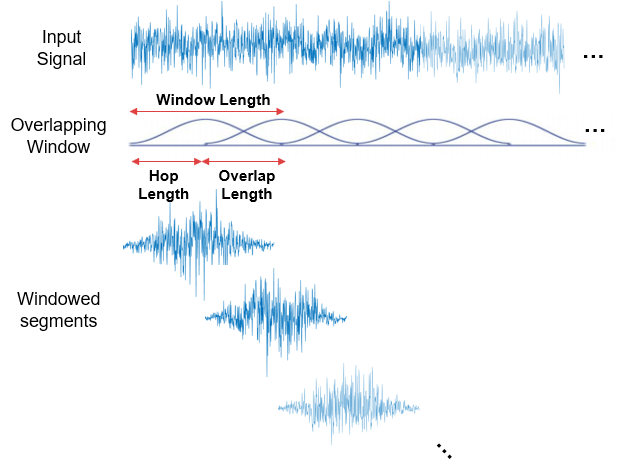 Input
Signal
...
Window Length
Overlapping
Window
...
Hop
Length
Overlap
Length
Windowed
segments
...